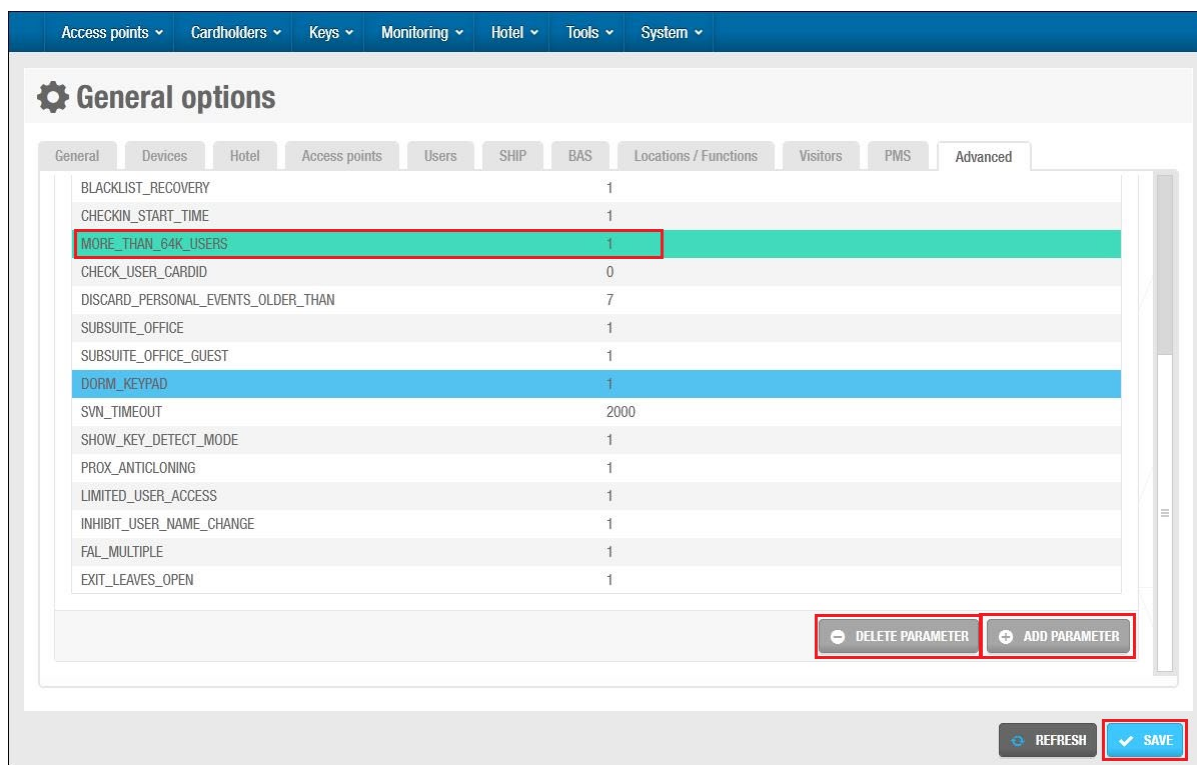 Access points Cardholders Keys Monitoring Hotel Tools System
General options
General Devices Hotel Access points Users SHIP BAS Locations / Functions Visitors PMS Advanced
BLACKLIST_RECOVERY 1
CHECKIN_START_TIME 1
MORE_THAN_64K_USERS 1
CHECK_USER_CARDID 0
DISCARD_PERSONAL_EVENTS_OLDER_THAN 7
SUBSUITE_OFFICE 1
SUBSUITE_OFFICE_GUEST 1
DORM_KEYPAD 1
SVN_TIMEOUT 2000
SHOW_KEY_DETECT_MODE 1
PROX_ANTICLONING 1
LIMITED_USER_ACCESS 1
INHIBIT_USER_NAME_CHANGE 1
FAL_MULTIPLE 1
EXIT_LEAVES_OPEN 1
DELETE PARAMETER ADD PARAMETER
REFRESH SAVE